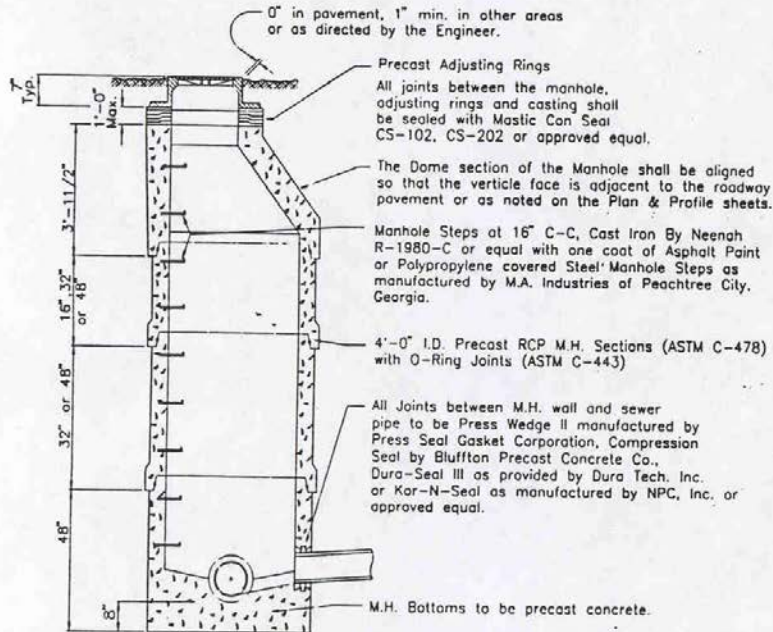 0" in pavement, 1" min. in other areas
or as directed by the Engineer.
Precast Adjusting Rings
All joints between the manhole,
adjusting rings and casting shall
be sealed with Mastic Con Seal
CS-102, CS-202 or approved equal.
The Dome section of the Manhole shall be aligned
so that the verticle face is adjacent to the roadway
pavement or as noted on the Plan & Profile sheets.
Manhole Steps at 16" C-C, Cast Iron By Neenah
R-1980-C or equal with one coat of Asphalt Paint
or Polypropylene covered Steel Manhole Steps as
manufactured by M.A. Industries of Peachtree City,
Georgia.
4'-0" I.D. Precast RCP M.H. Sections (ASTM C-478)
with O-Ring Joints (ASTM C-443)
All Joints between M.H. wall and sewer
pipe to be Press Wedge II manufactured by
Press Seal Gasket Corporation, Compression
Seal by Bluffton Precast Concrete Co.,
Dura-Seal III as provided by Dura Tech, Inc.
or Kor-N-Seal as manufactured by NPC, Inc. or
approved equal.
M.H. Bottoms to be precast concrete.
7"
Typ.
1'-0"
Max.
3'-11 1/2"
16" 32"
or 48"
32" or 48"
48"
8"